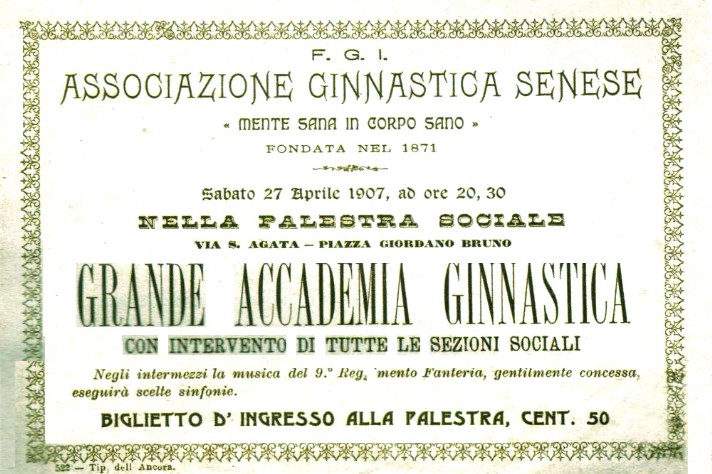 F. G. I.
ASSOCIAZIONE GINNASTICA SENESE
« MENTE SANA IN CORPO SANO »
FONDATA NEL 1871
Sabato 27 Aprile 1907, ad ore 20, 30
NELLA PALESTRA SOCIALE
VIA S. AGATA — PIAZZA GIORDANO BRUNO
GRANDE ACCADEMIA GINNASTICA
CON INTERVENTO DI TUTTE LE SEZIONI SOCIALI
Negli intermezzi la musica del 9.º Reg. mento Fanteria, gentilmente concessa,
eseguirà scelte sinfonie.
BIGLIETTO D' INGRESSO ALLA PALESTRA, CENT. 50
522 — Tip. dell Ancora.